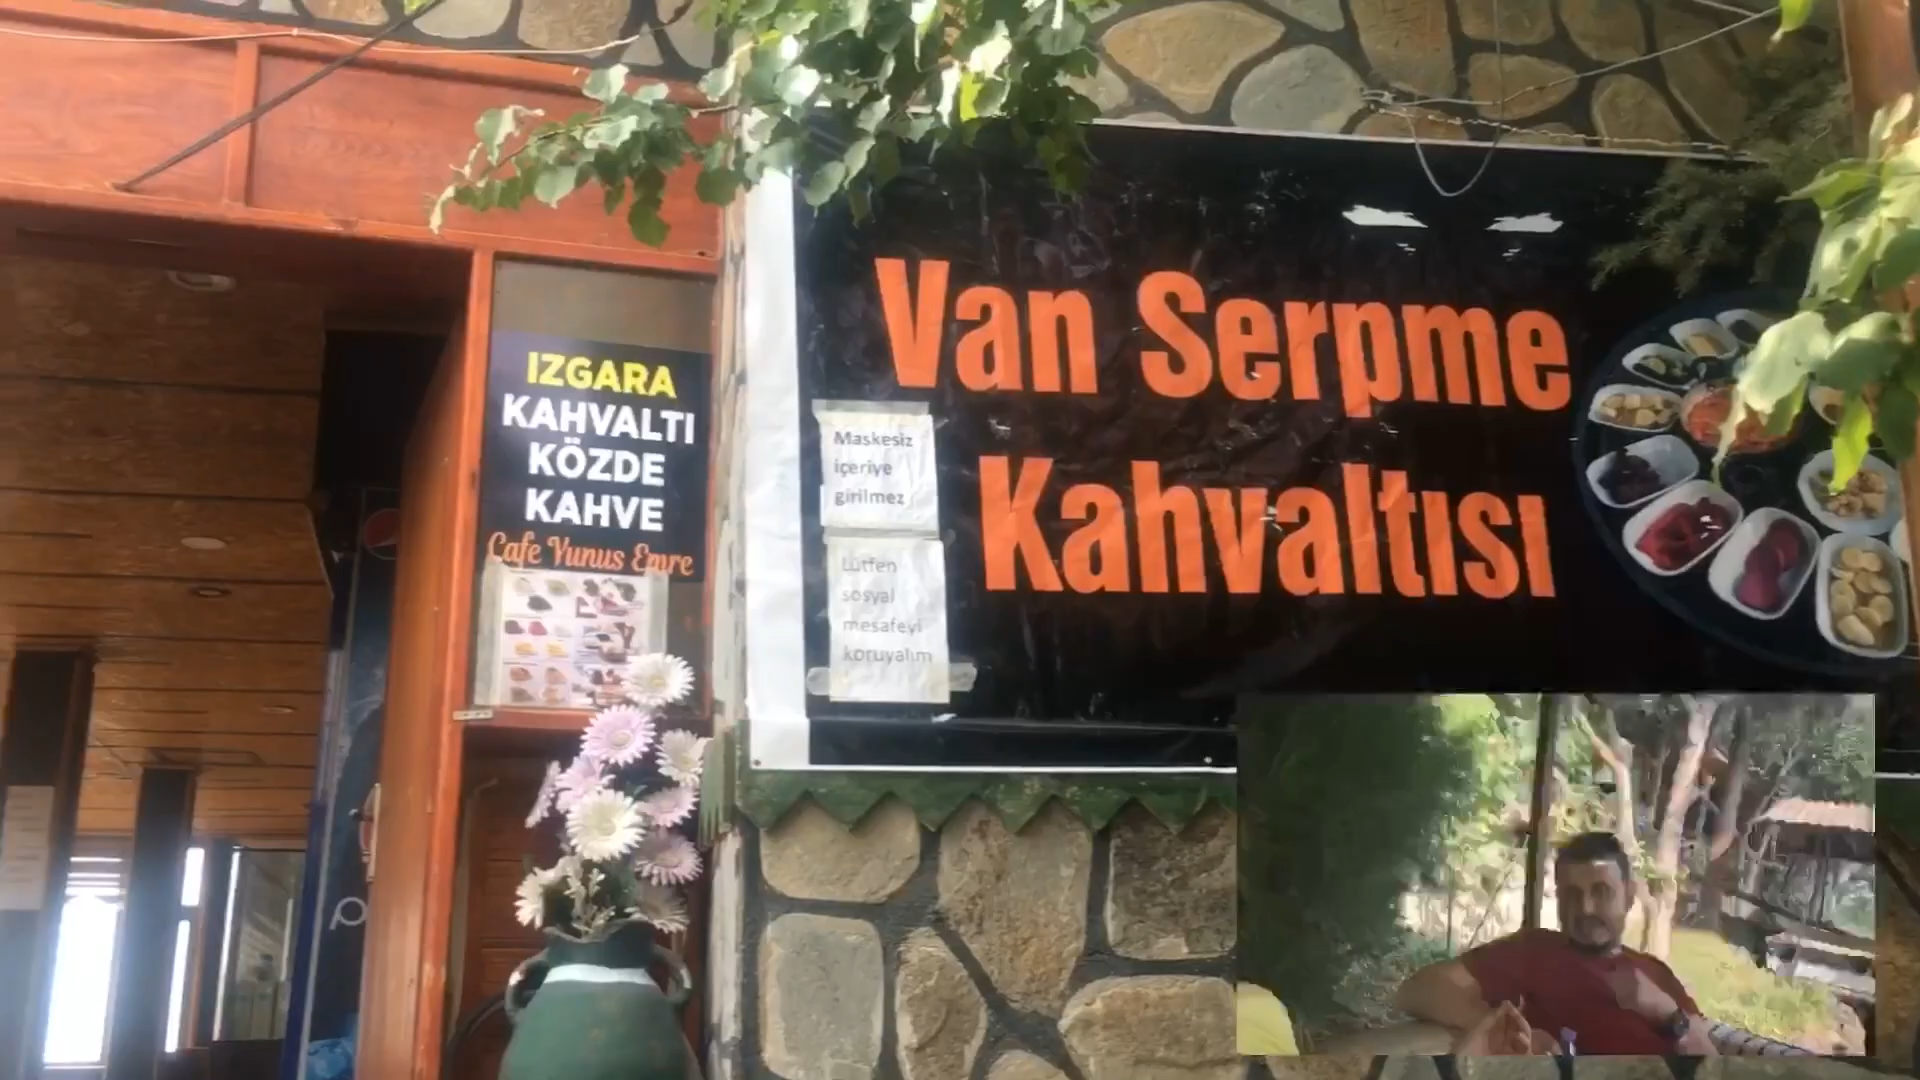 IZGARA
KAHVALTI
KÖZDE
KAHVE
Cafe Yunus Emre
Van Serpme
Kahvaltısı
Maskesiz
içeriye
girilmez
Lütfen
sosyal
mesafeyi
koruyalım